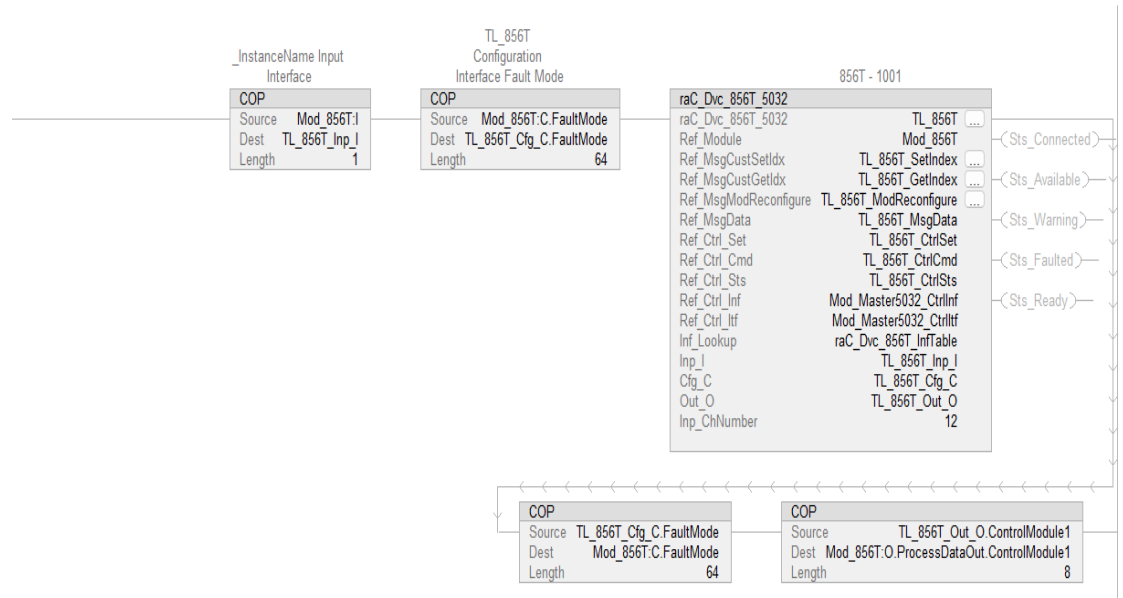 _InstanceName Input
Interface
COP
Source Mod_856T:I
Dest TL_856T_Inp_I
Length 1
TL_856T
Configuration
Interface Fault Mode
COP
Source Mod_856T:C.FaultMode
Dest TL_856T_Cfg_C.FaultMode
Length 64
856T - 1001
raC_Dvc_856T_5032
raC_Dvc_856T_5032 TL_856T ...
Ref_Module Mod_856T
Ref_MsgCustSetIdx TL_856T_SetIndex ...
Ref_MsgCustGetIdx TL_856T_GetIndex ...
Ref_MsgModReconfigure TL_856T_ModReconfigure ...
Ref_MsgData TL_856T_MsgData
Ref_Ctrl_Set TL_856T_CtrlSet
Ref_Ctrl_Cmd TL_856T_CtrlCmd
Ref_Ctrl_Sts TL_856T_CtrlSts
Ref_Ctrl_Inf Mod_Master5032_CtrlInf
Ref_Ctrl_Itf Mod_Master5032_CtrlItf
Inf_Lookup raC_Dvc_856T_InfTable
Inp_I TL_856T_Inp_I
Cfg_C TL_856T_Cfg_C
Out_O TL_856T_Out_O
Inp_ChNumber 12
Sts_Connected
Sts_Available
Sts_Warning
Sts_Faulted
Sts_Ready
COP
Source TL_856T_Cfg_C.FaultMode
Dest Mod_856T:C.FaultMode
Length 64
COP
Source TL_856T_Out_O.ControlModule1
Dest Mod_856T:O.ProcessDataOut.ControlModule1
Length 8